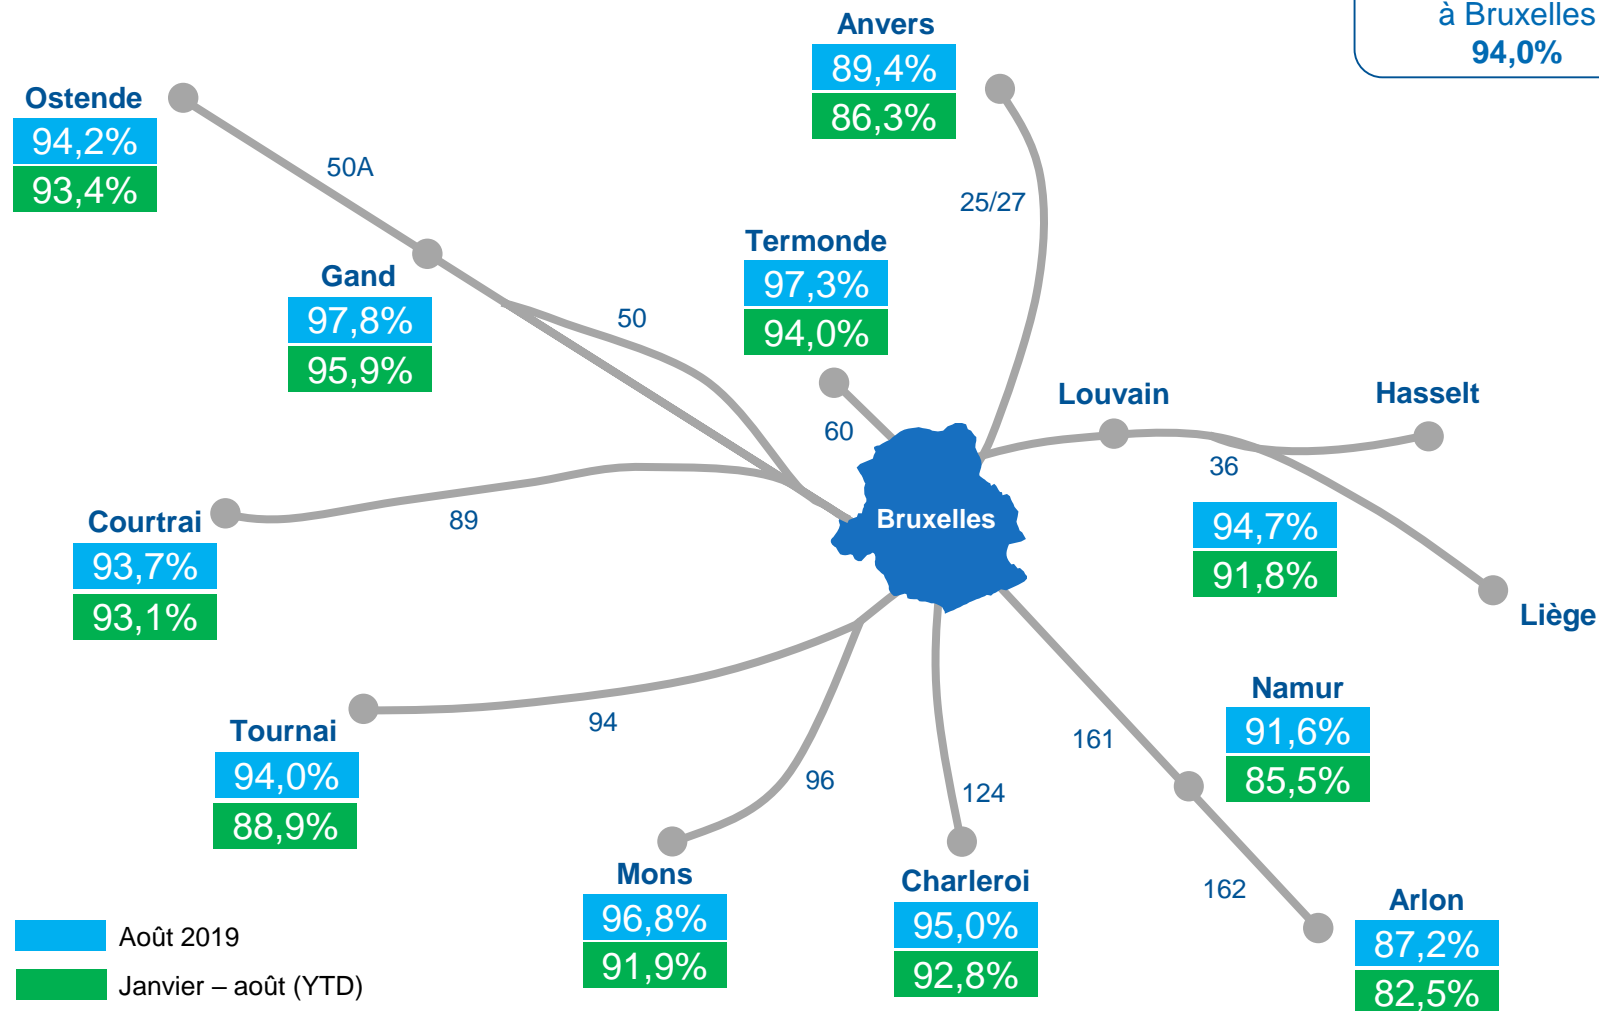 à Bruxelles
94,0%
Anvers
89,4%
86,3%
25/27
Ostende
94,2%
93,4%
50A
Gand
97,8%
95,9%
50
Termonde
97,3%
94,0%
60
Louvain
Hasselt
36
94,7%
91,8%
Liège
Bruxelles
Courtrai
93,7%
93,1%
89
Tournai
94,0%
88,9%
94
Mons
96,8%
91,9%
96
Charleroi
95,0%
92,8%
124
Namur
91,6%
85,5%
161
162
Arlon
87,2%
82,5%
Août 2019
Janvier – août (YTD)